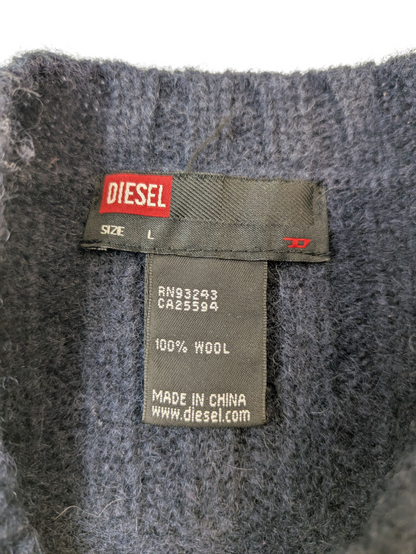 DIESEL
SIZE L
RN93243
CA25594
100% WOOL
MADE IN CHINA
www.diesel.com